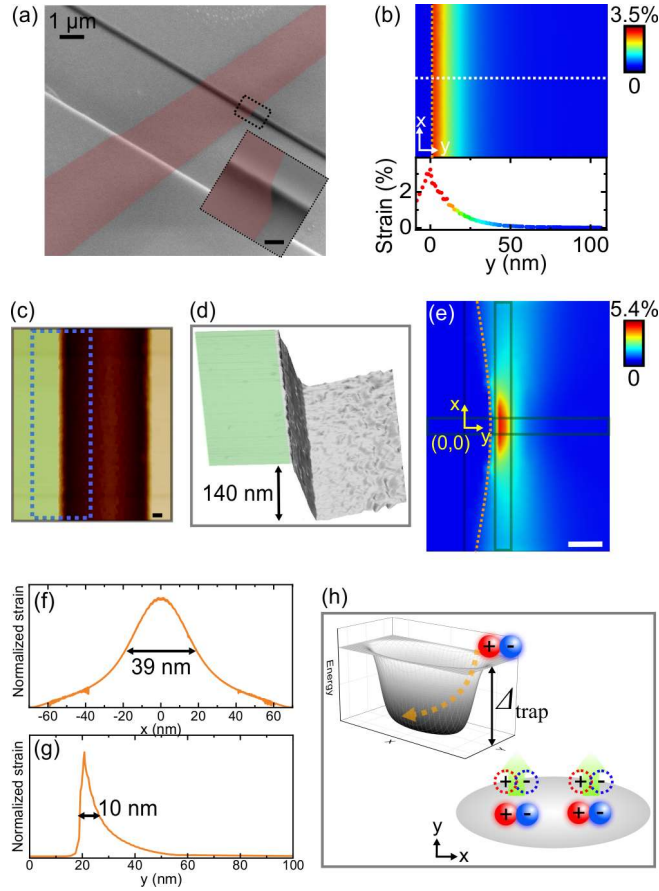 (a)
1 μm
(b)
3.5%
0
x
y
Strain (%)
2
0
0
50
100
y (nm)
(c)
(d)
140 nm
(e)
5.4%
0
x
y
(0,0)
(f)
Normalized strain
39 nm
-60 -40 -20 0 20 40 60
x (nm)
(g)
Normalized strain
10 nm
0 20 40 60 80 100
y (nm)
(h)
Energy
x
Y
+ -
Δtrap
+ - + -
+ - + -
y
x